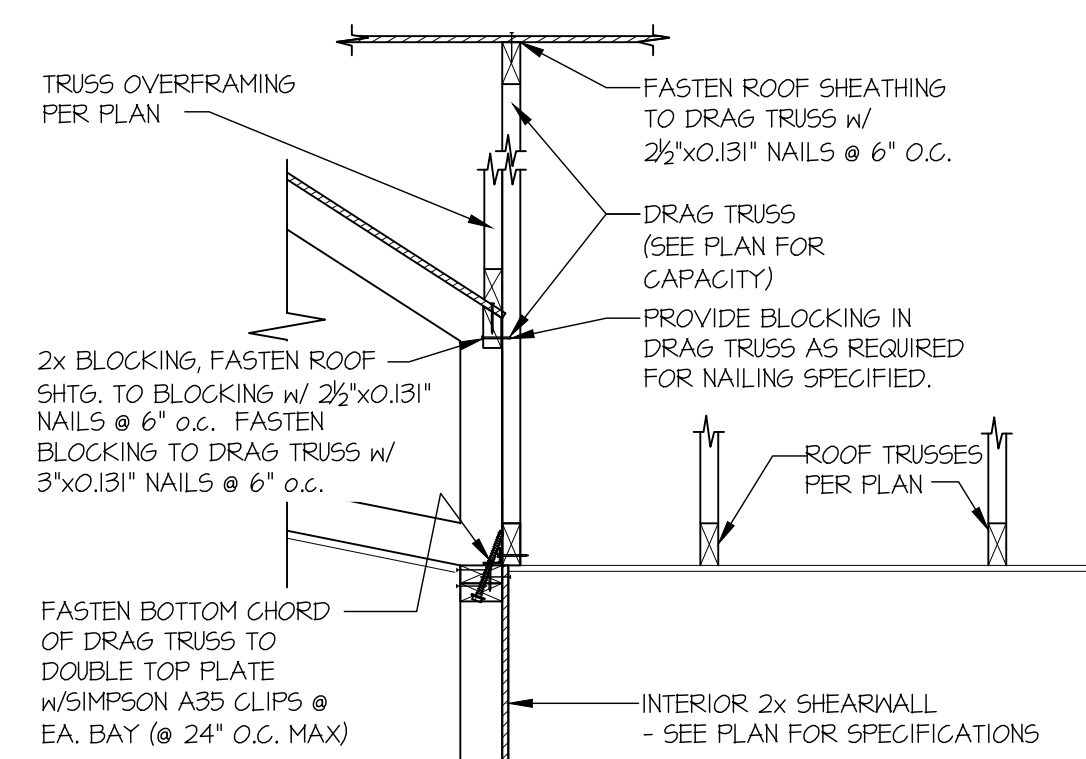 TRUSS OVERFRAMING
PER PLAN
FASTEN ROOF SHEATHING
TO DRAG TRUSS w/
2½"x0.131" NAILS @ 6" O.C.
DRAG TRUSS
(SEE PLAN FOR
CAPACITY)
PROVIDE BLOCKING IN
DRAG TRUSS AS REQUIRED
FOR NAILING SPECIFIED.
2x BLOCKING, FASTEN ROOF
SHTG. TO BLOCKING w/ 2½"x0.131"
NAILS @ 6" o.c. FASTEN
BLOCKING TO DRAG TRUSS w/
3"x0.131" NAILS @ 6" o.c.
ROOF TRUSSES
PER PLAN
FASTEN BOTTOM CHORD
OF DRAG TRUSS TO
DOUBLE TOP PLATE
w/SIMPSON A35 CLIPS @
EA. BAY (@ 24" O.C. MAX)
INTERIOR 2x SHEARWALL
- SEE PLAN FOR SPECIFICATIONS